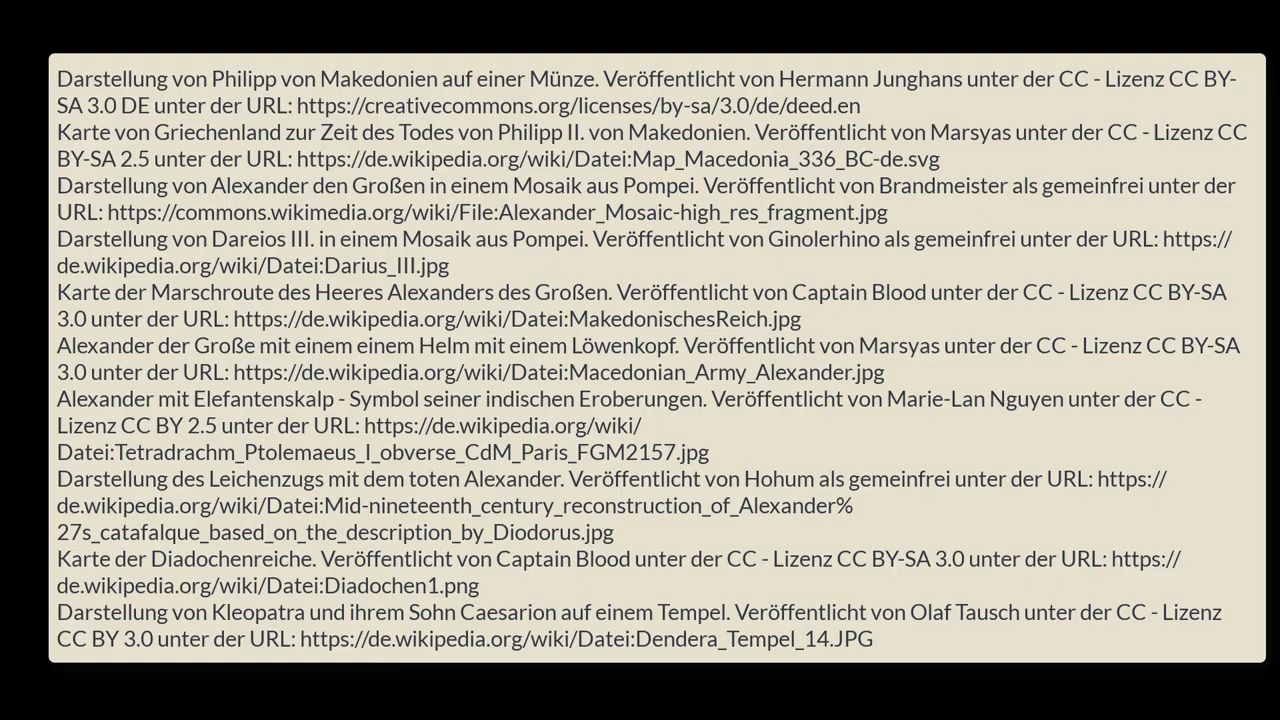 Darstellung von Philipp von Makedonien auf einer Münze. Veröffentlicht von Hermann Junghans unter der CC - Lizenz CC BY-
SA 3.0 DE unter der URL: https://creativecommons.org/licenses/by-sa/3.0/de/deed.en
Karte von Griechenland zur Zeit des Todes von Philipp II. von Makedonien. Veröffentlicht von Marsyas unter der CC - Lizenz CC
BY-SA 2.5 unter der URL: https://de.wikipedia.org/wiki/Datei:Map_Macedonia_336_BC-de.svg
Darstellung von Alexander den Großen in einem Mosaik aus Pompei. Veröffentlicht von Brandmeister als gemeinfrei unter der
URL: https://commons.wikimedia.org/wiki/File:Alexander_Mosaic-high_res_fragment.jpg
Darstellung von Dareios III. in einem Mosaik aus Pompei. Veröffentlicht von Ginolerhino als gemeinfrei unter der URL: https://
de.wikipedia.org/wiki/Datei:Darius_III.jpg
Karte der Marschroute des Heeres Alexanders des Großen. Veröffentlicht von Captain Blood unter der CC - Lizenz CC BY-SA
3.0 unter der URL: https://de.wikipedia.org/wiki/Datei:MakedonischesReich.jpg
Alexander der Große mit einem einem Helm mit einem Löwenkopf. Veröffentlicht von Marsyas unter der CC - Lizenz CC BY-SA
3.0 unter der URL: https://de.wikipedia.org/wiki/Datei:Macedonian_Army_Alexander.jpg
Alexander mit Elefantenskalp - Symbol seiner indischen Eroberungen. Veröffentlicht von Marie-Lan Nguyen unter der CC -
Lizenz CC BY 2.5 unter der URL: https://de.wikipedia.org/wiki/
Datei:Tetradrachm_Ptolemaeus_I_obverse_CdM_Paris_FGM2157.jpg
Darstellung des Leichenzugs mit dem toten Alexander. Veröffentlicht von Hohum als gemeinfrei unter der URL: https://
de.wikipedia.org/wiki/Datei:Mid-nineteenth_century_reconstruction_of_Alexander%
27s_catafalque_based_on_the_description_by_Diodorus.jpg
Karte der Diadochenreiche. Veröffentlicht von Captain Blood unter der CC - Lizenz CC BY-SA 3.0 unter der URL: https://
de.wikipedia.org/wiki/Datei:Diadochen1.png
Darstellung von Kleopatra und ihrem Sohn Caesarion auf einem Tempel. Veröffentlicht von Olaf Tausch unter der CC - Lizenz
CC BY 3.0 unter der URL: https://de.wikipedia.org/wiki/Datei:Dendera_Tempel_14.JPG